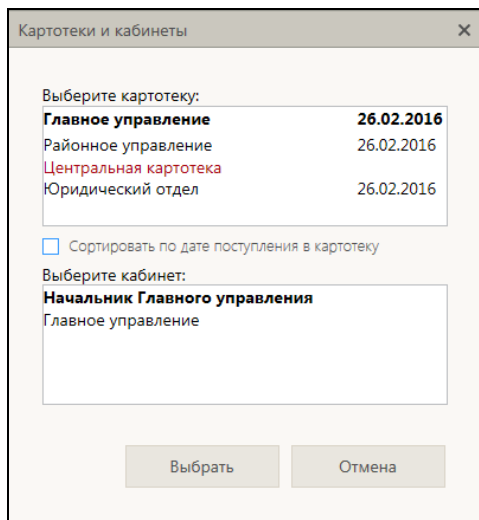 Картотеки и кабинеты
Выберите картотеку:
Главное управление 26.02.2016
Районное управление 26.02.2016
Центральная картотека
Юридический отдел 26.02.2016
Сортировать по дате поступления в картотеку
Выберите кабинет:
Начальник Главного управления
Главное управление
Выбрать Отмена